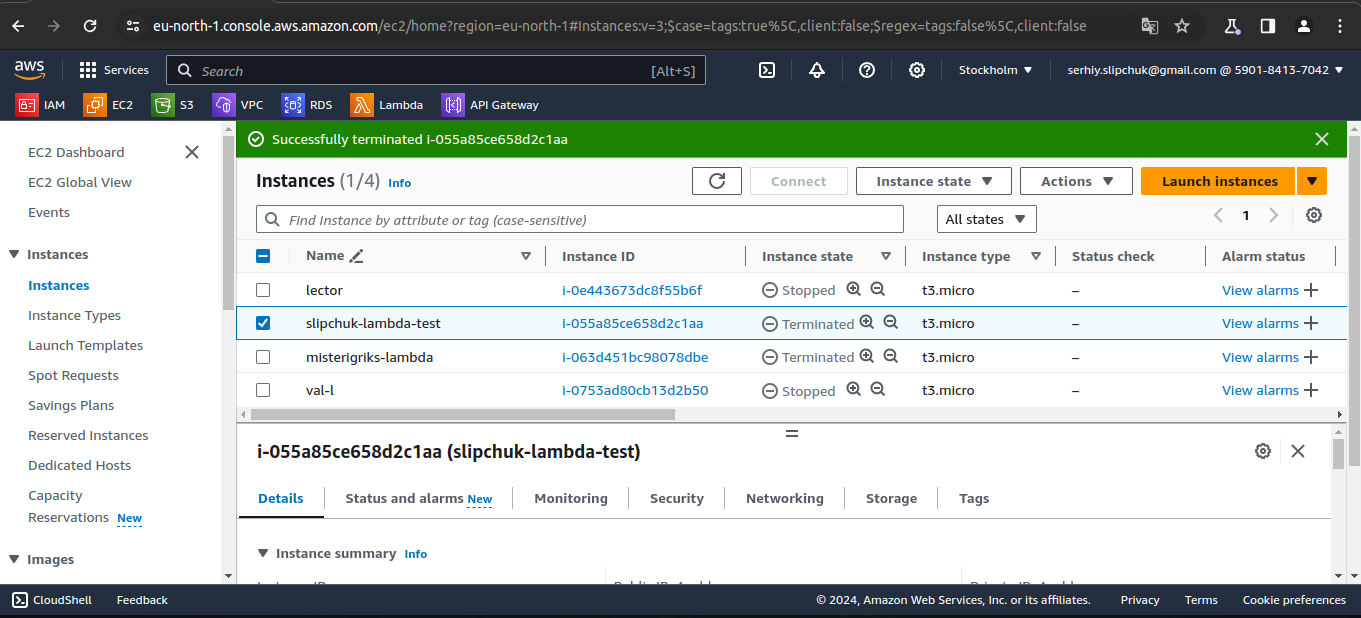 eu-north-1.console.aws.amazon.com/ec2/home?region=eu-north-1#Instances:v=3;$case=tags:true%5C,client:false;$regex=tags:false%5C,client:false
aws Services Search [Alt+S] Stockholm serhiy.slipchuk@gmail.com @ 5901-8413-7042
IAM EC2 S3 VPC RDS Lambda API Gateway
EC2 Dashboard
EC2 Global View
Events
Instances
Instances
Instance Types
Launch Templates
Spot Requests
Savings Plans
Reserved Instances
Dedicated Hosts
Capacity
Reservations New
Images
Successfully terminated i-055a85ce658d2c1aa
Instances (1/4) Info Connect Instance state Actions Launch instances
Find Instance by attribute or tag (case-sensitive) All states 1
Name Instance ID Instance state Instance type Status check Alarm status
lector i-0e443673dc8f55b6f Stopped t3.micro – View alarms
slipchuk-lambda-test i-055a85ce658d2c1aa Terminated t3.micro – View alarms
misterigriks-lambda i-063d451bc98078dbe Terminated t3.micro – View alarms
val-l i-0753ad80cb13d2b50 Stopped t3.micro – View alarms
i-055a85ce658d2c1aa (slipchuk-lambda-test)
Details Status and alarms New Monitoring Security Networking Storage Tags
Instance summary Info
CloudShell Feedback © 2024, Amazon Web Services, Inc. or its affiliates. Privacy Terms Cookie preferences